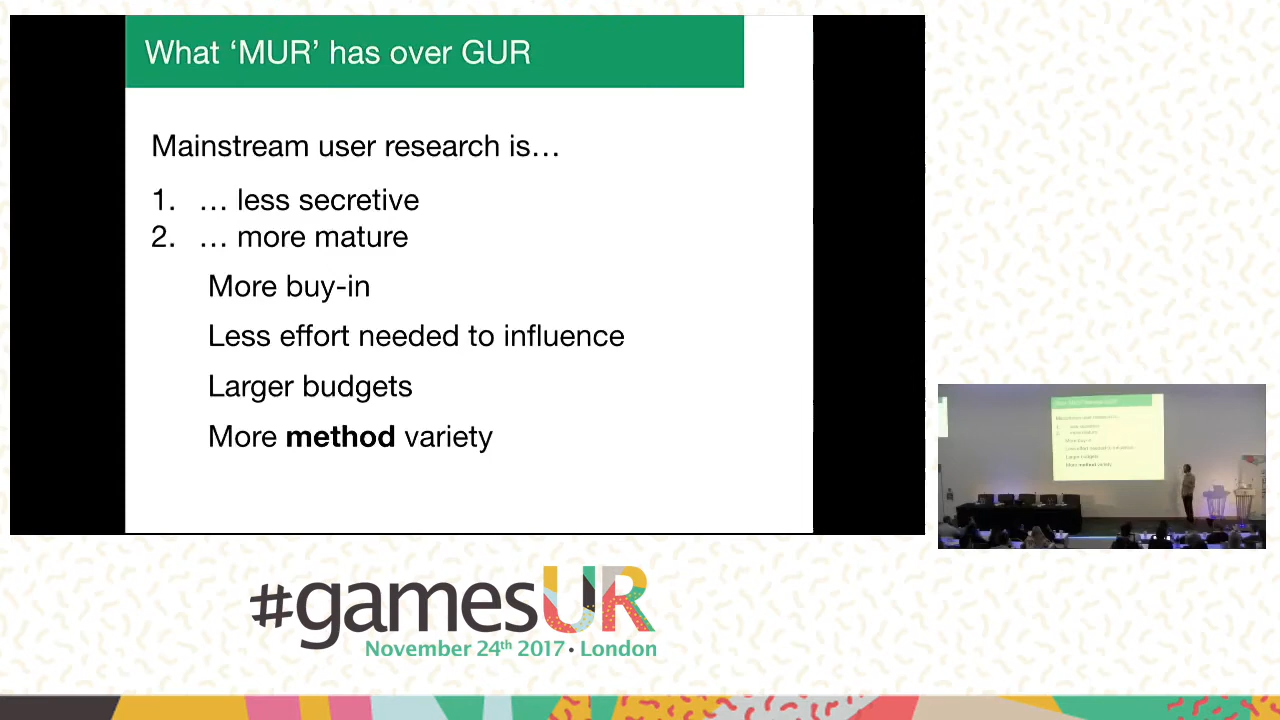 What ‘MUR’ has over GUR
Mainstream user research is…
1. … less secretive
2. … more mature
More buy-in
Less effort needed to influence
Larger budgets
More method variety
#gamesUR
November 24th 2017 • London